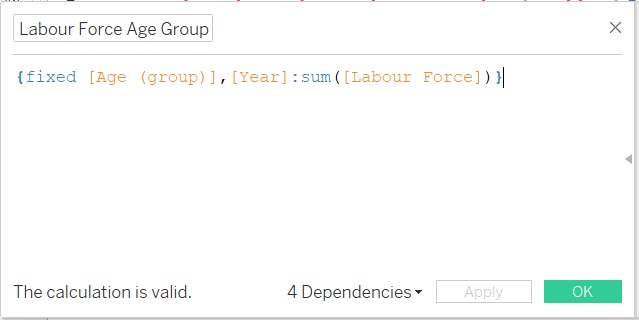 Labour Force Age Group
{fixed [Age (group)],[Year]:sum([Labour Force])}
The calculation is valid.
4 Dependencies
Apply
OK